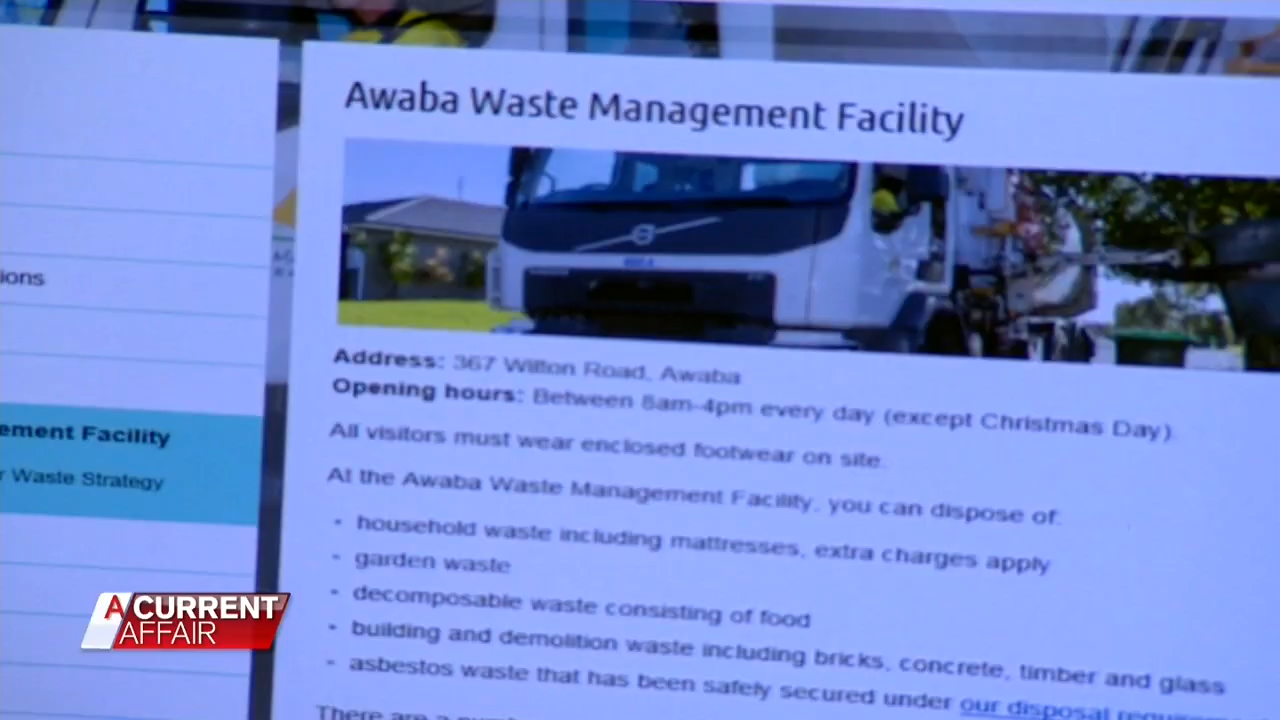 Awaba Waste Management Facility
Address: 367 Wilton Road, Awaba
Opening hours: Between 8am-4pm every day (except Christmas Day).
All visitors must wear enclosed footwear on site.
At the Awaba Waste Management Facility, you can dispose of:
- household waste including mattresses, extra charges apply
- garden waste
- decomposable waste consisting of food
- building and demolition waste including bricks, concrete, timber and glass
- asbestos waste that has been safely secured under our disposal
There are a
ions
ement Facility
r Waste Strategy
A CURRENT
AFFAIR